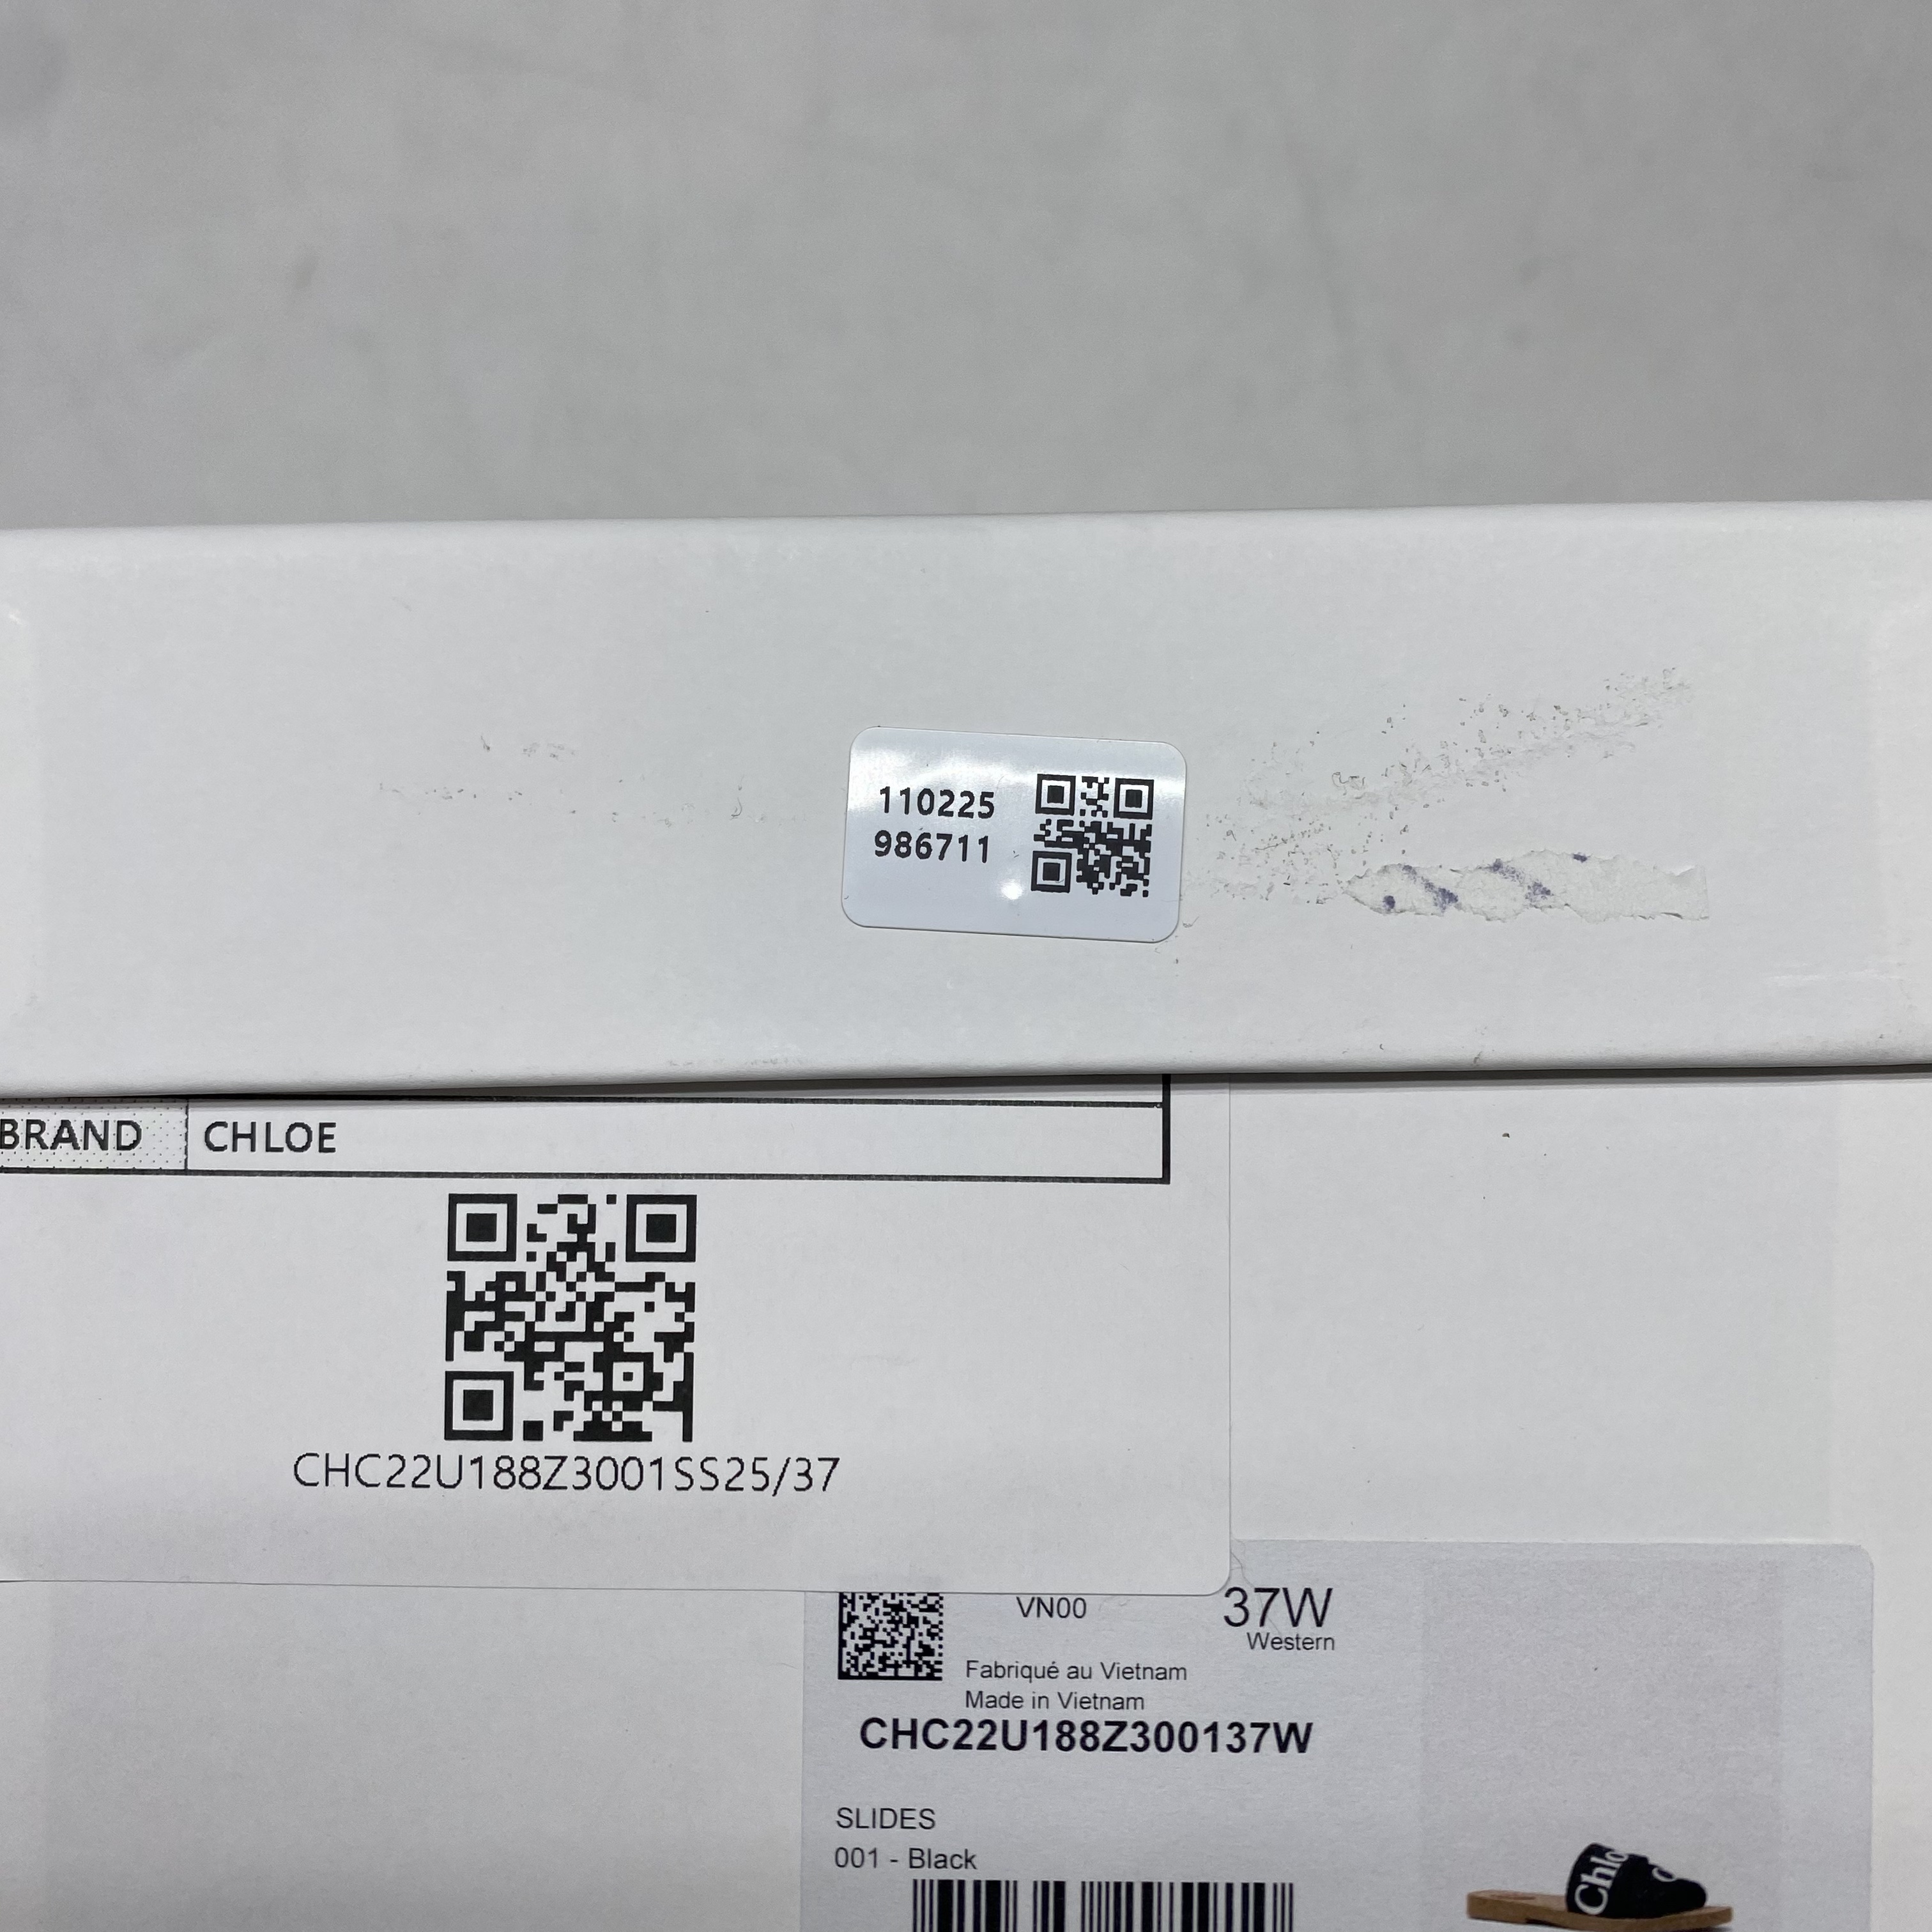 110225
986711
BRAND CHLOE
CHC22U188Z3001SS25/37
VN00 37W
Western
Fabriqué au Vietnam
Made in Vietnam
CHC22U188Z300137W
SLIDES
001 - Black